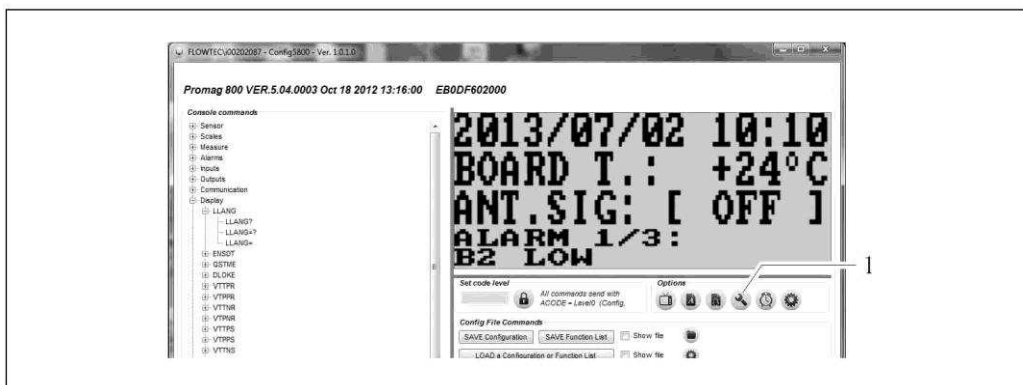 FLOWTEC\i00202087 - Config5800 - Ver. 1.0.1.0
Promag 800 VER.5.04.0003 Oct 18 2012 13:16:00 EB0DF602000
Console commands
Sensor
Scales
Measure
Alarms
Inputs
Outputs
Communication
Display
LLANG
LLANG?
LLANG=?
LLANG=
ENSDT
GSTME
DLOKE
VTTPR
VTPPR
VTTNR
VTPNR
VTTPS
VTPPS
VTTNS
2013/07/02 10:10
BOARD T.: +24°C
ANT.SIG: [ OFF ]
ALARM 1/3:
B2 LOW
Set code level
All commands send with
ACODE = Level0 (Config,
Options
1
Config File Commands
SAVE Configuration SAVE Function List Show file
LOAD a Configuration or Function List Show file